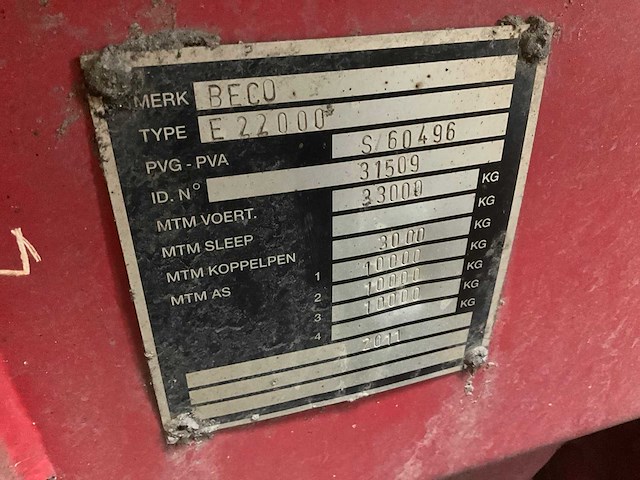 MERK BECO
TYPE E 22000
PVG - PVA S/60496
ID. N° 31509
MTM VOERT. 33000 KG
MTM SLEEP KG
MTM KOPPELPEN 3000 KG
MTM AS 1 10000 KG
2 10000 KG
3 10000 KG
4 KG
2011